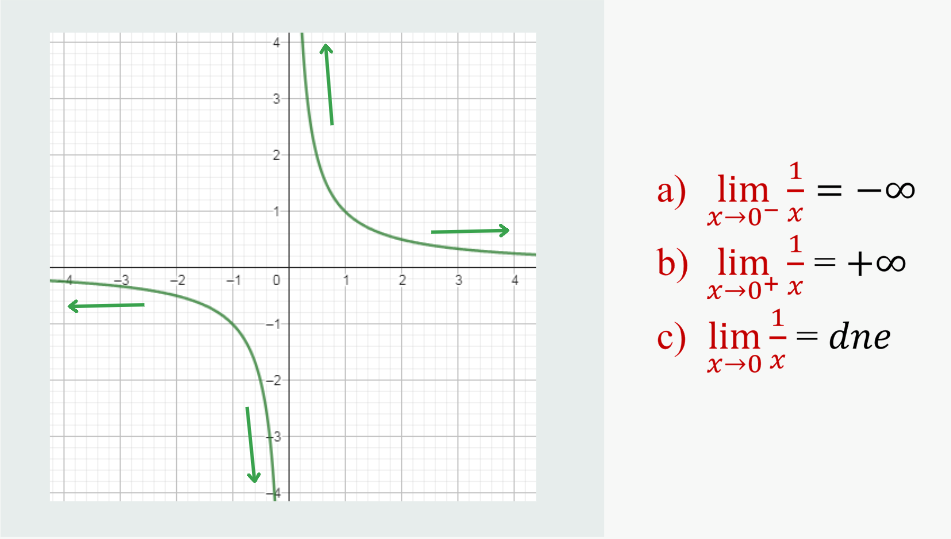 4
3
2
1
-4 -3 -2 -1 0 1 2 3 4
-1
-2
-3
-4
a) lim x→0⁻ 1/x = −∞
b) lim x→0⁺ 1/x = +∞
c) lim x→0 1/x = dne